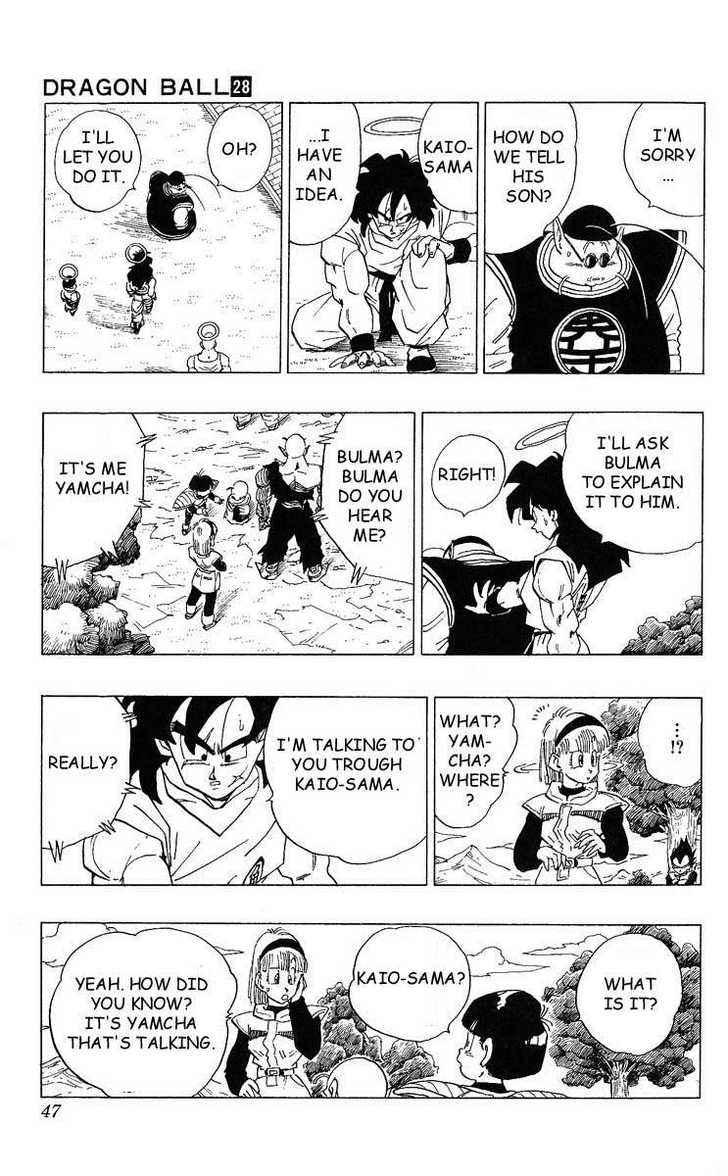 DRAGON BALL 28
I'M
SORRY
...
HOW DO
WE TELL
HIS
SON?
界王
KAIO-
SAMA
...I
HAVE
AN
IDEA.
OH?
I'LL
LET YOU
DO IT.
I'LL ASK
BULMA
TO EXPLAIN
IT TO HIM.
RIGHT!
BULMA?
BULMA
DO YOU
HEAR
ME?
IT'S ME
YAMCHA!
...
!?
WHAT?
YAM-
CHA?
WHERE
?
I'M TALKING TO
YOU TROUGH
KAIO-SAMA.
REALLY?
WHAT
IS IT?
KAIO-SAMA?
YEAH. HOW DID
YOU KNOW?
IT'S YAMCHA
THAT'S TALKING.
47